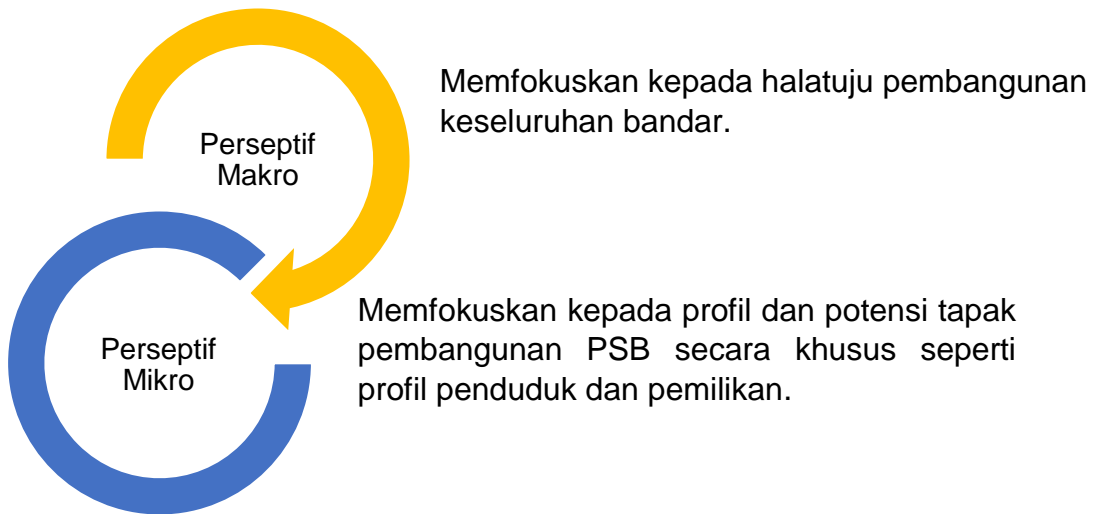 Perseptif
Makro
Memfokuskan kepada halatuju pembangunan
keseluruhan bandar.
Perseptif
Mikro
Memfokuskan kepada profil dan potensi tapak
pembangunan PSB secara khusus seperti
profil penduduk dan pemilikan.